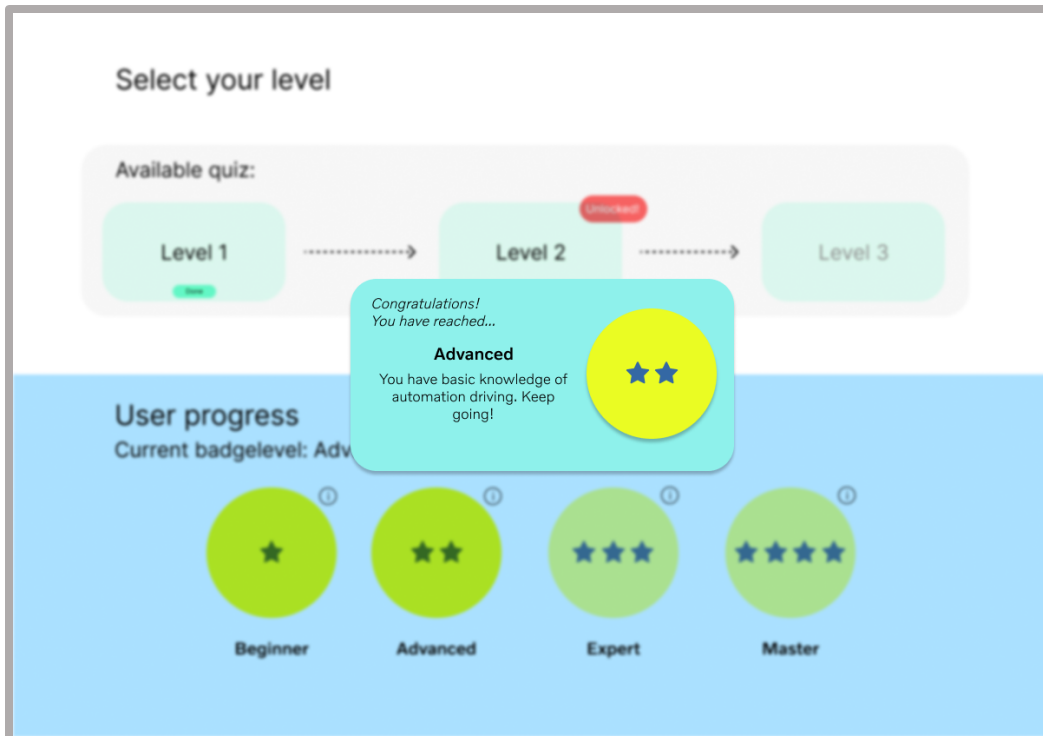 Select your level
Available quiz:
Unlocked!
Level 1
Level 2
Level 3
Done
Congratulations!
You have reached...
Advanced
You have basic knowledge of
automation driving. Keep
going!
User progress
Current badgelevel: Adv
Beginner
Advanced
Expert
Master